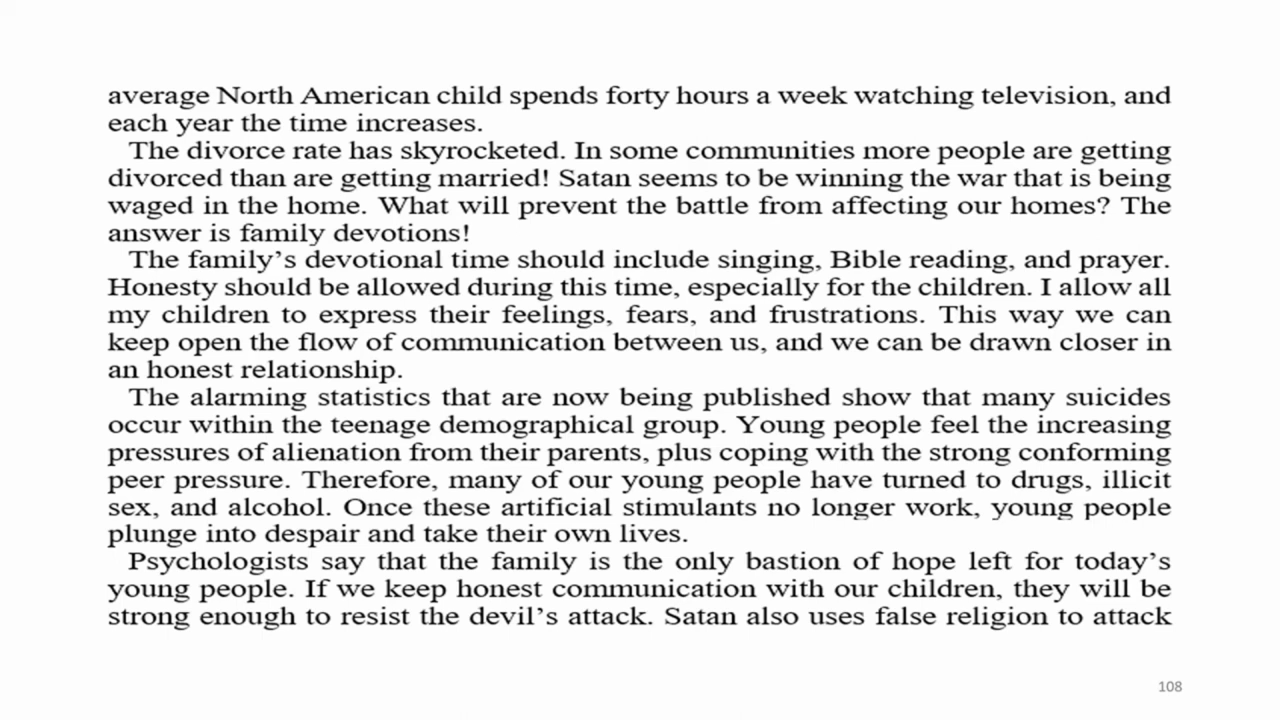 average North American child spends forty hours a week watching television, and
each year the time increases.
The divorce rate has skyrocketed. In some communities more people are getting
divorced than are getting married! Satan seems to be winning the war that is being
waged in the home. What will prevent the battle from affecting our homes? The
answer is family devotions!
The family’s devotional time should include singing, Bible reading, and prayer.
Honesty should be allowed during this time, especially for the children. I allow all
my children to express their feelings, fears, and frustrations. This way we can
keep open the flow of communication between us, and we can be drawn closer in
an honest relationship.
The alarming statistics that are now being published show that many suicides
occur within the teenage demographical group. Young people feel the increasing
pressures of alienation from their parents, plus coping with the strong conforming
peer pressure. Therefore, many of our young people have turned to drugs, illicit
sex, and alcohol. Once these artificial stimulants no longer work, young people
plunge into despair and take their own lives.
Psychologists say that the family is the only bastion of hope left for today’s
young people. If we keep honest communication with our children, they will be
strong enough to resist the devil’s attack. Satan also uses false religion to attack
108